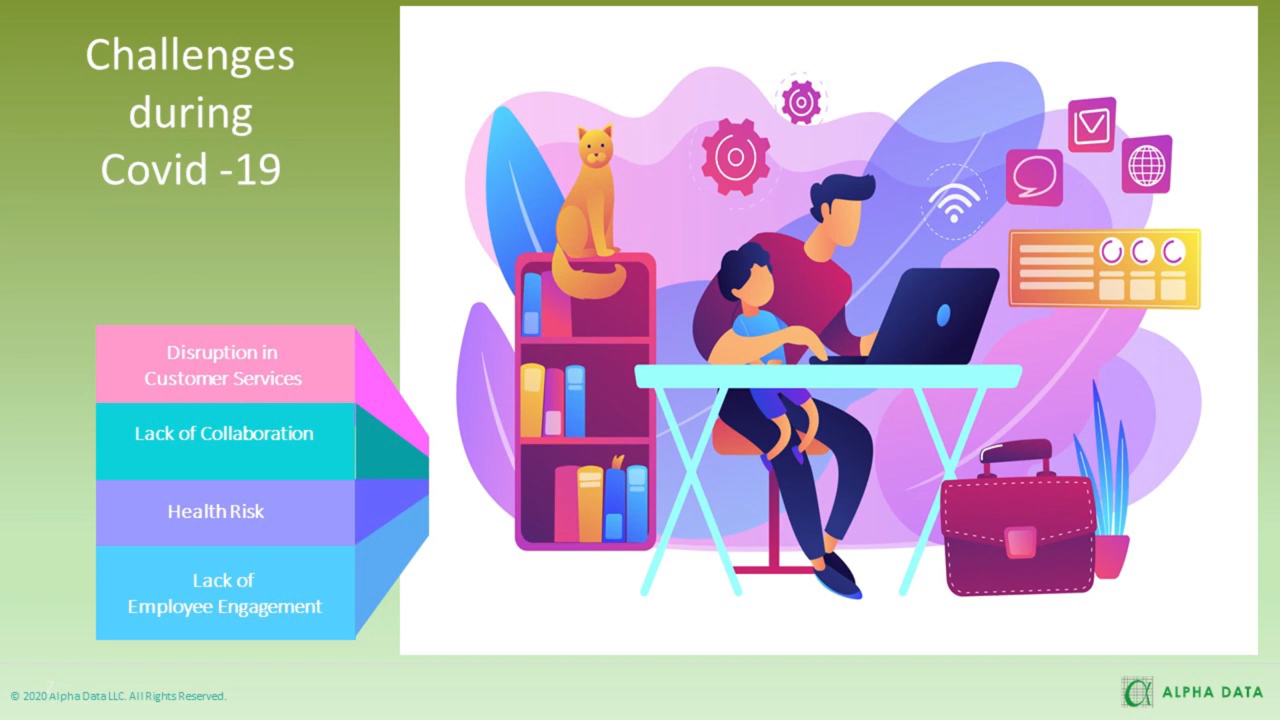 Challenges
during
Covid -19
Disruption in
Customer Services
Lack of Collaboration
Health Risk
Lack of
Employee Engagement
7
© 2020 Alpha Data LLC. All Rights Reserved.
ALPHA DATA